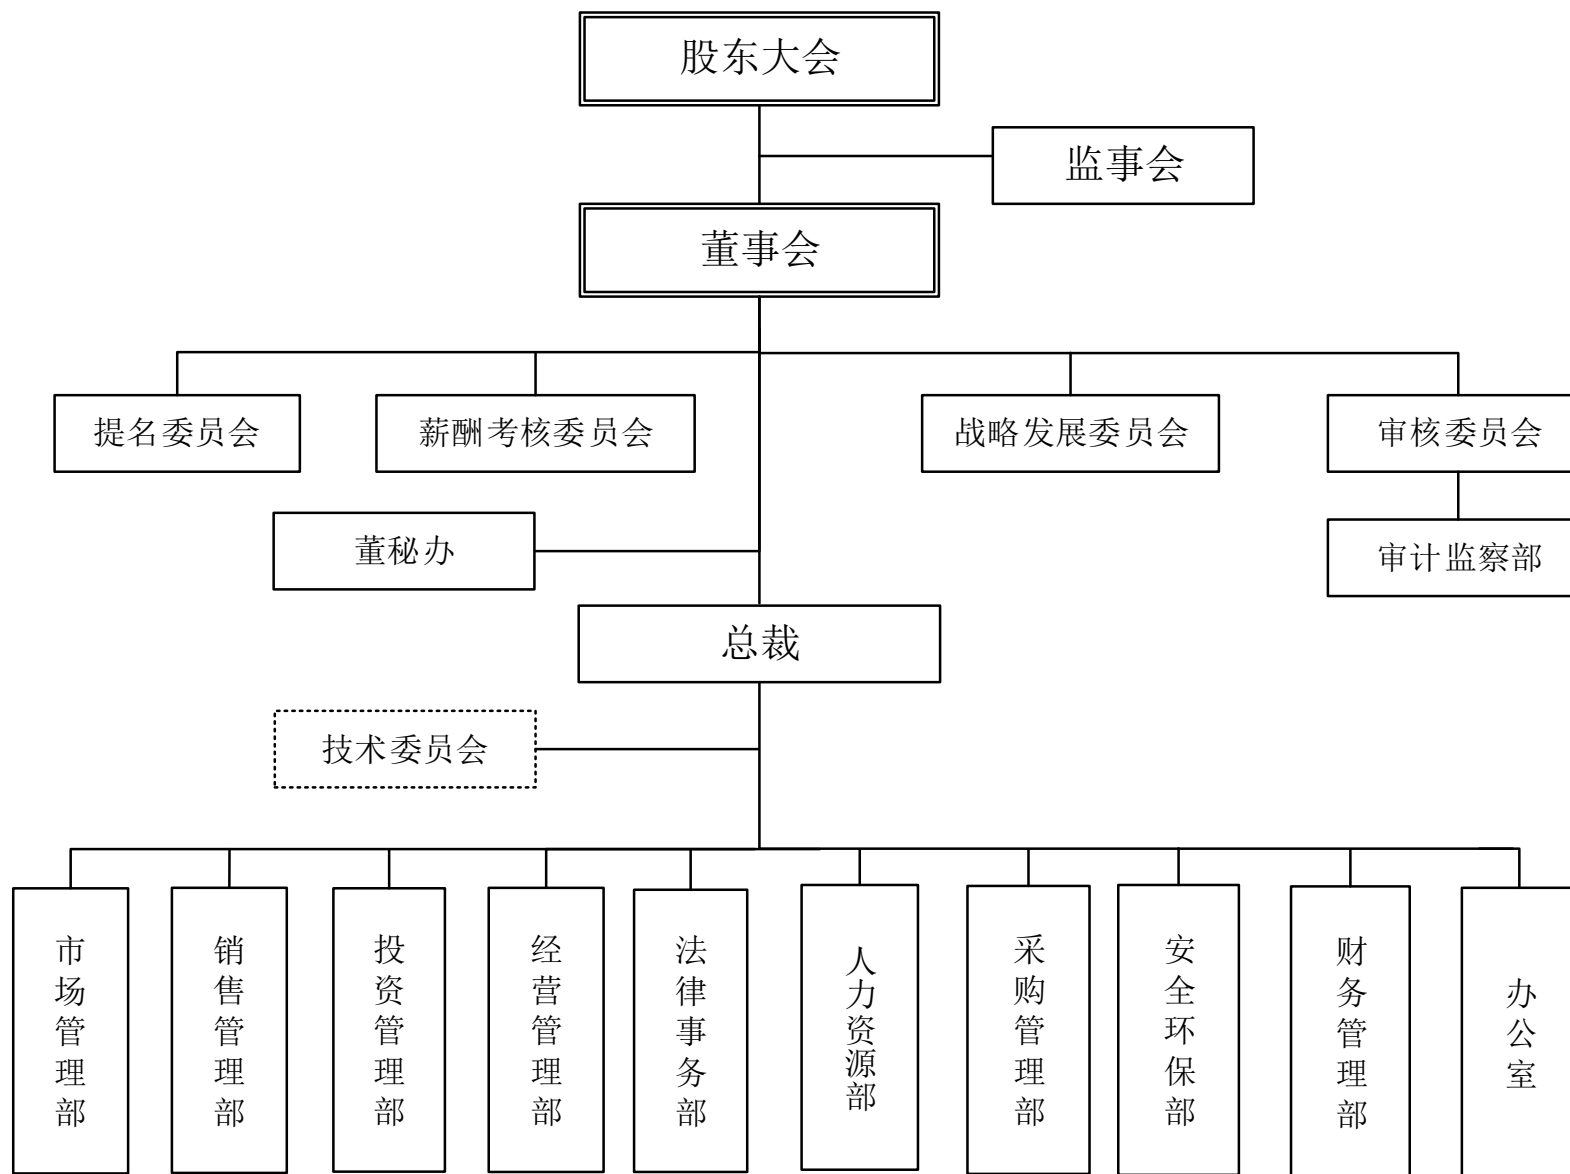 股东大会
监事会
董事会
提名委员会
薪酬考核委员会
战略发展委员会
审核委员会
董秘办
审计监察部
总裁
技术委员会
市场管理部
销售管理部
投资管理部
经营管理部
法律事务部
人力资源部
采购管理部
安全环保部
财务管理部
办公室